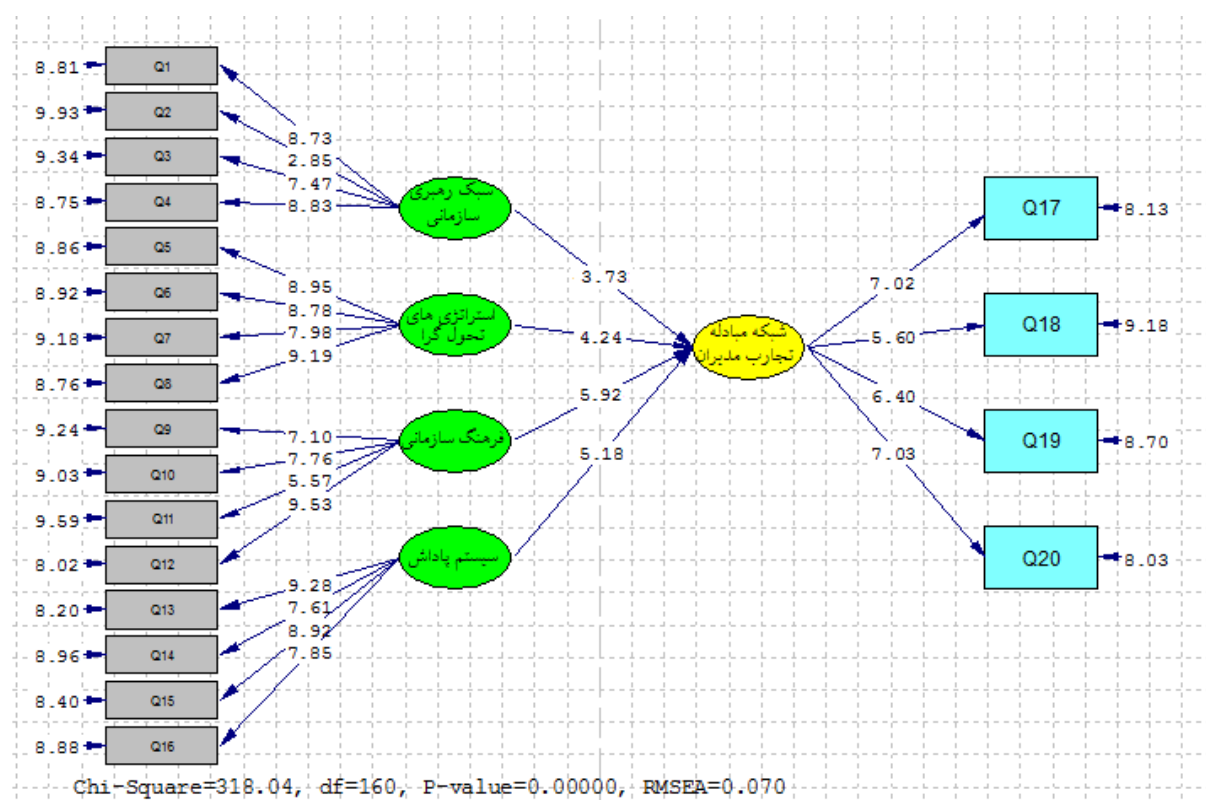 8.81 Q1
9.93 Q2
9.34 Q3
8.75 Q4
8.86 Q5
8.92 Q6
9.18 Q7
8.76 Q8
9.24 Q9
9.03 Q10
9.59 Q11
8.02 Q12
8.20 Q13
8.96 Q14
8.40 Q15
8.88 Q16
8.73
2.85
7.47
8.83
8.95
8.78
7.98
9.19
7.10
7.76
5.57
9.53
9.28
7.61
8.92
7.85
سبک رهبری
سازمانی
استراتژی های
تحول گرا
فرهنگ سازمانی
سیستم پاداش
3.73
4.24
5.92
5.18
شبکه مبادله
تجارب مدیران
7.02
5.60
6.40
7.03
Q17 8.13
Q18 9.18
Q19 8.70
Q20 8.03
Chi-Square=318.04, df=160, P-value=0.00000, RMSEA=0.070